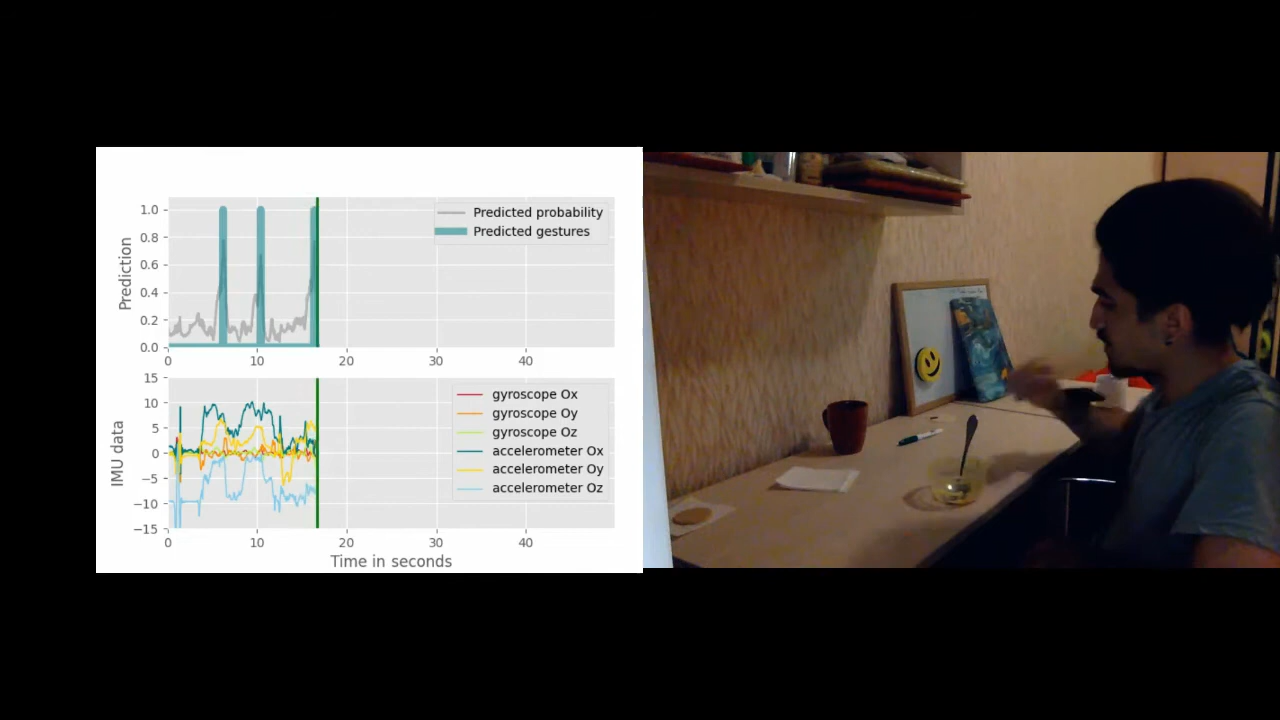 1.0
0.8
0.6
0.4
0.2
0.0
Prediction
Predicted probability
Predicted gestures
0 10 20 30 40
15
10
5
0
−5
−10
−15
IMU data
gyroscope Ox
gyroscope Oy
gyroscope Oz
accelerometer Ox
accelerometer Oy
accelerometer Oz
0 10 20 30 40
Time in seconds